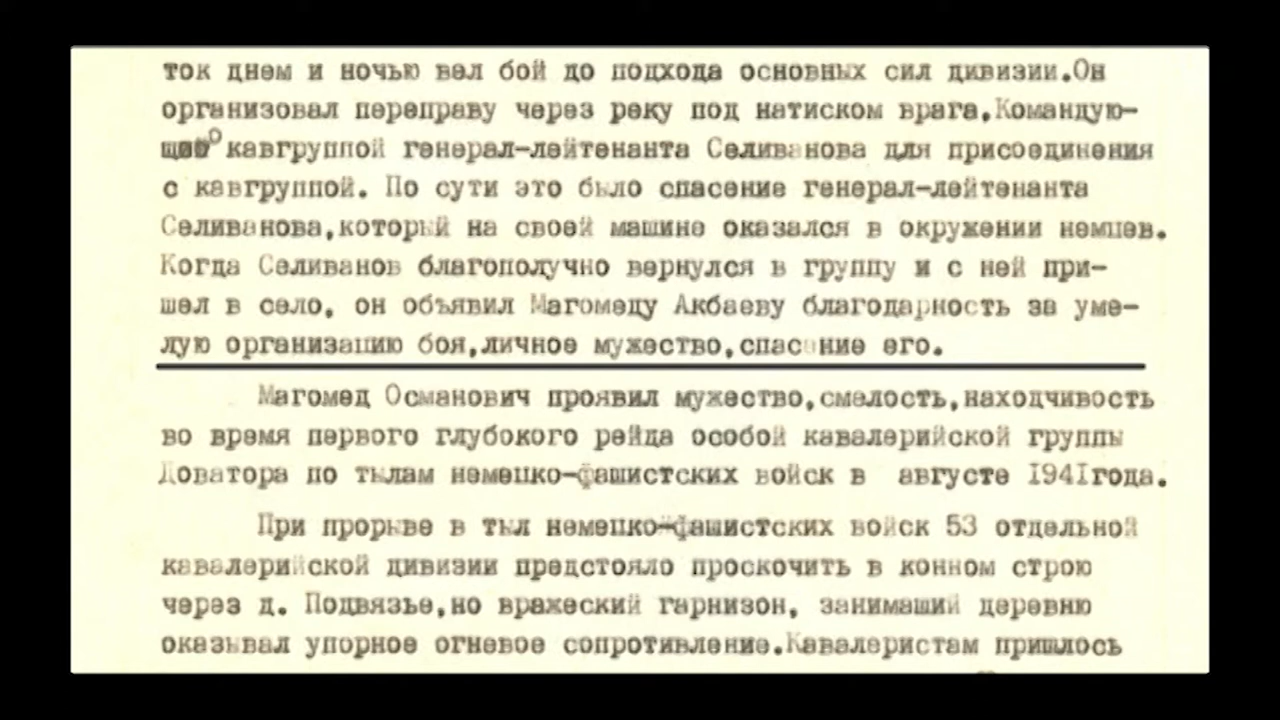 ток днем и ночью вел бой до подхода основных сил дивизии.Он
организовал переправу через реку под натиском врага.Командую-
щего кавгруппой генерал-лейтенанта Селиванова для присоединения
с кавгруппой. По сути это было спасение генерал-лейтенанта
Селиванова,который на своей машине оказался в окружении немцев.
Когда Селиванов благополучно вернулся в группу и с ней при-
шел в село, он объявил Магомеду Акбаеву благодарность за уме-
лую организацию боя,личное мужество,спасение его.
Магомед Османович проявил мужество,смелость,находчивость
во время первого глубокого рейда особой кавалерийской группы
Доватора по тылам немецко-фашистских войск в августе 1941года.
При прорыве в тыл немецко-фашистских войск 53 отдельной
кавалерийской дивизии предстояло проскочить в конном строю
через д. Подвязье,но вражеский гарнизон, занимаший деревню
оказывал упорное огневое сопротивление.Кавалеристам пришлось